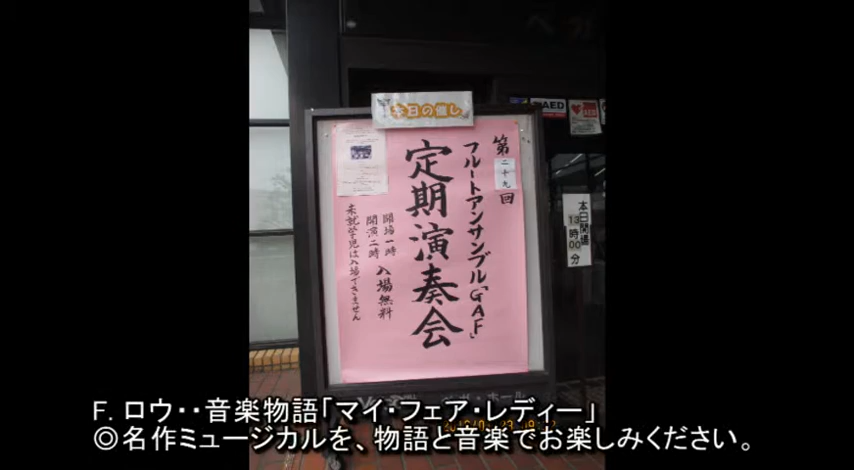 本日の催し
AED
第二十九回
フルートアンサンブル「GAF」
定期演奏会
開場一時
開演二時
入場無料
未就学児は入場できません
本日開場
13時00分
F. ロウ・・音楽物語「マイ・フェア・レディー」
◎名作ミュージカルを、物語と音楽でお楽しみください。